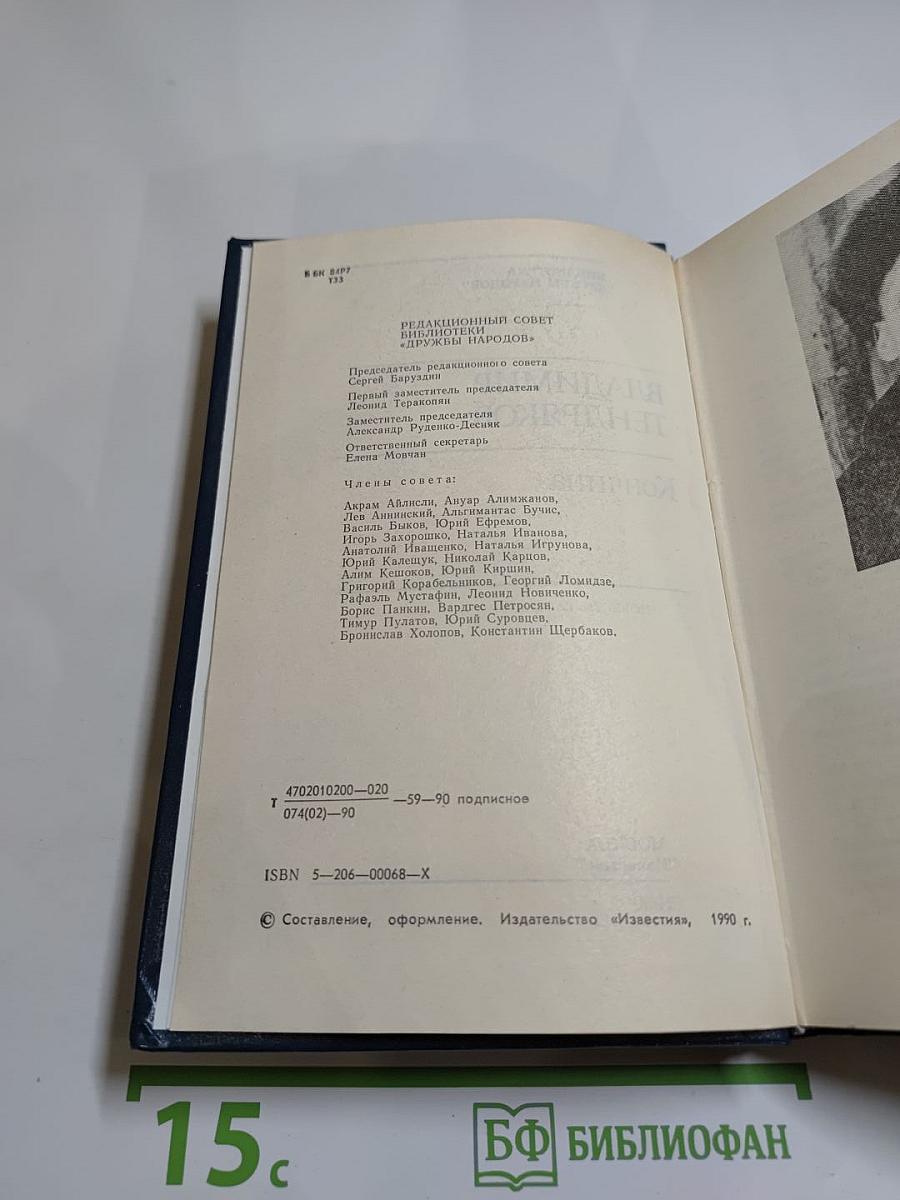 Б БК 84Р7
Т33
РЕДАКЦИОННЫЙ СОВЕТ
БИБЛИОТЕКИ
«ДРУЖБЫ НАРОДОВ»
Председатель редакционного совета
Сергей Баруздин
Первый заместитель председателя
Леонид Теракопян
Заместитель председателя
Александр Руденко-Десняк
Ответственный секретарь
Елена Мовчан
Члены совета:
Акрам Айлисли, Ануар Алимжанов,
Лев Аннинский, Альгимантас Бучис,
Василь Быков, Юрий Ефремов,
Игорь Захорошко, Наталья Иванова,
Анатолий Иващенко, Наталья Игрунова,
Юрий Калещук, Николай Карцов,
Алим Кешоков, Юрий Киршин,
Григорий Корабельников, Георгий Ломидзе,
Рафаэль Мустафин, Леонид Новиченко,
Борис Панкин, Вардгес Петросян,
Тимур Пулатов, Юрий Суровцев,
Бронислав Холопов, Константин Щербаков.
Т 4702010200—020
074(02)—90 —59—90 подписное
ISBN 5—206—00068—X
© Составление, оформление. Издательство «Известия», 1990 г.
15 с
БФ БИБЛИОФАН